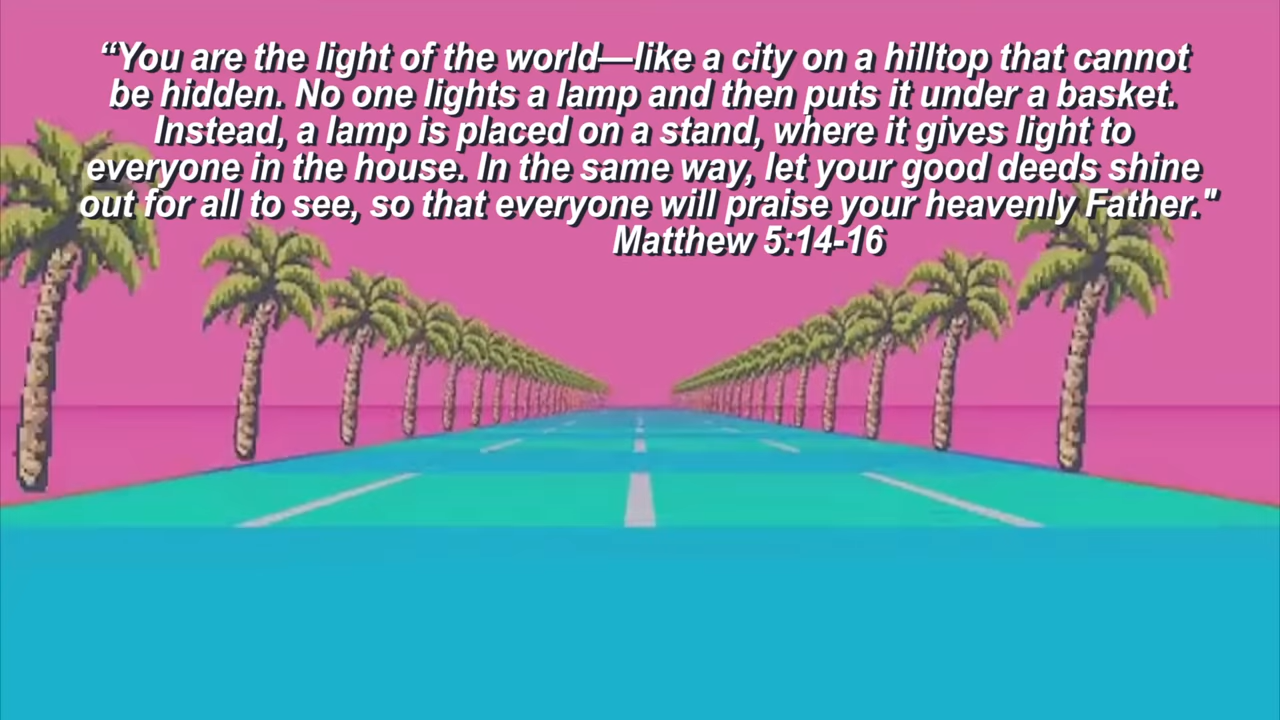 “You are the light of the world—like a city on a hilltop that cannot
be hidden. No one lights a lamp and then puts it under a basket.
Instead, a lamp is placed on a stand, where it gives light to
everyone in the house. In the same way, let your good deeds shine
out for all to see, so that everyone will praise your heavenly Father."
Matthew 5:14-16